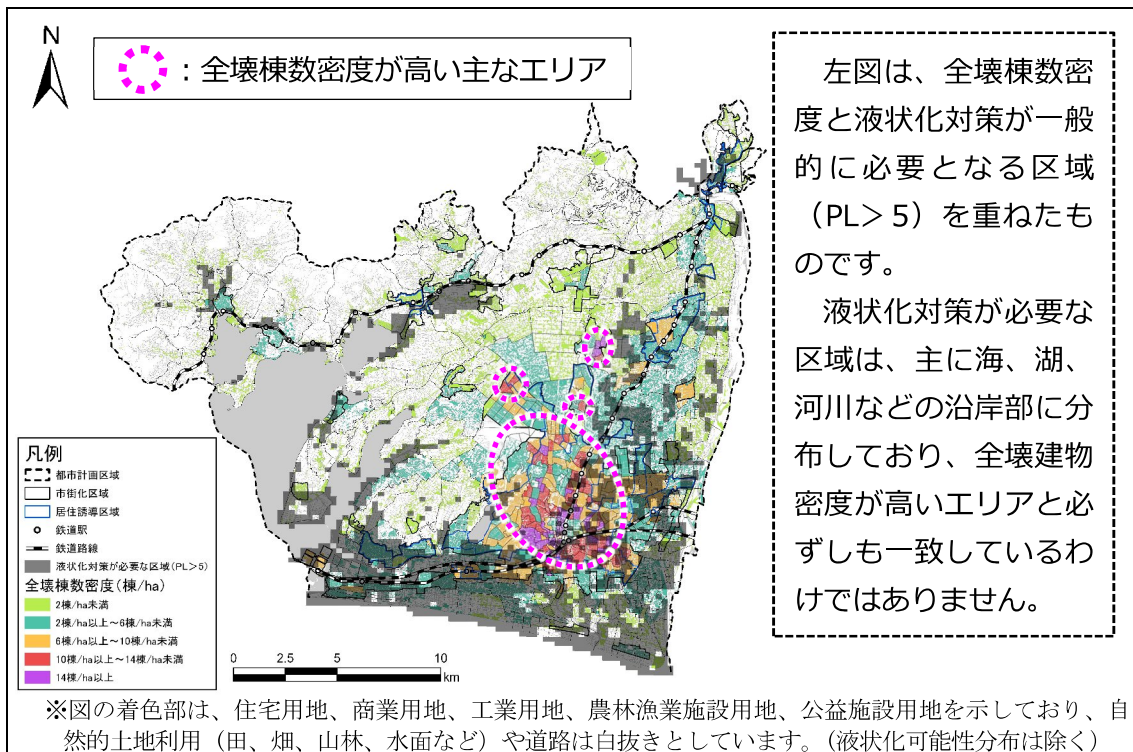 N
：全壊棟数密度が高い主なエリア
左図は、全壊棟数密
度と液状化対策が一般
的に必要となる区域
（PL＞５）を重ねたも
のです。
液状化対策が必要な
区域は、主に海、湖、
河川などの沿岸部に分
布しており、全壊建物
密度が高いエリアと必
ずしも一致しているわ
けではありません。
凡例
都市計画区域
市街化区域
居住誘導区域
鉄道駅
鉄道路線
液状化対策が必要な区域(PL>5)
全壊棟数密度(棟/ha)
2棟/ha未満
2棟/ha以上～6棟/ha未満
6棟/ha以上～10棟/ha未満
10棟/ha以上～14棟/ha未満
14棟/ha以上
0 2.5 5 10
km
※図の着色部は、住宅用地、商業用地、工業用地、農林漁業施設用地、公益施設用地を示しており、自
然的土地利用（田、畑、山林、水面など）や道路は白抜きとしています。(液状化可能性分布は除く)